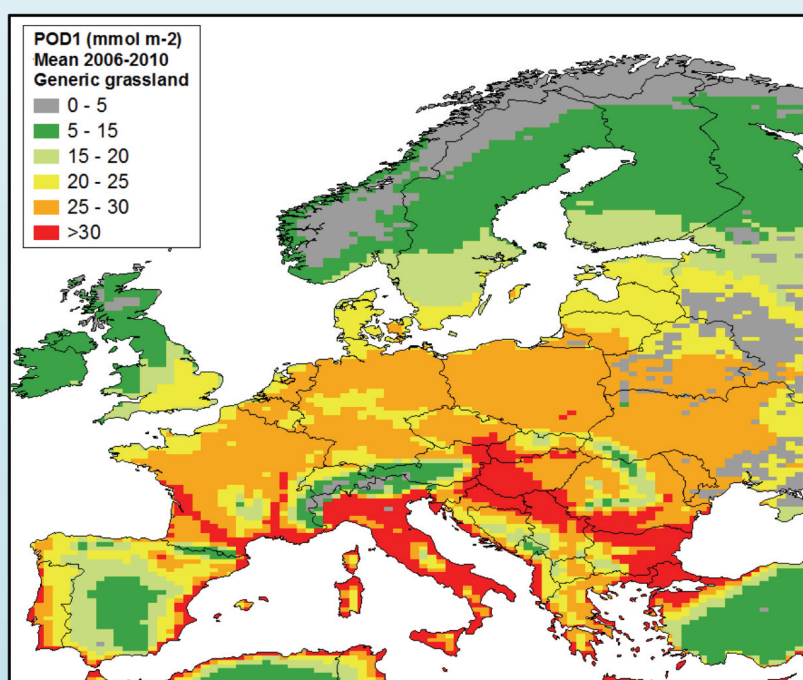 POD1 (mmol m-2)
Mean 2006-2010
Generic grassland
0 - 5
5 - 15
15 - 20
20 - 25
25 - 30
>30